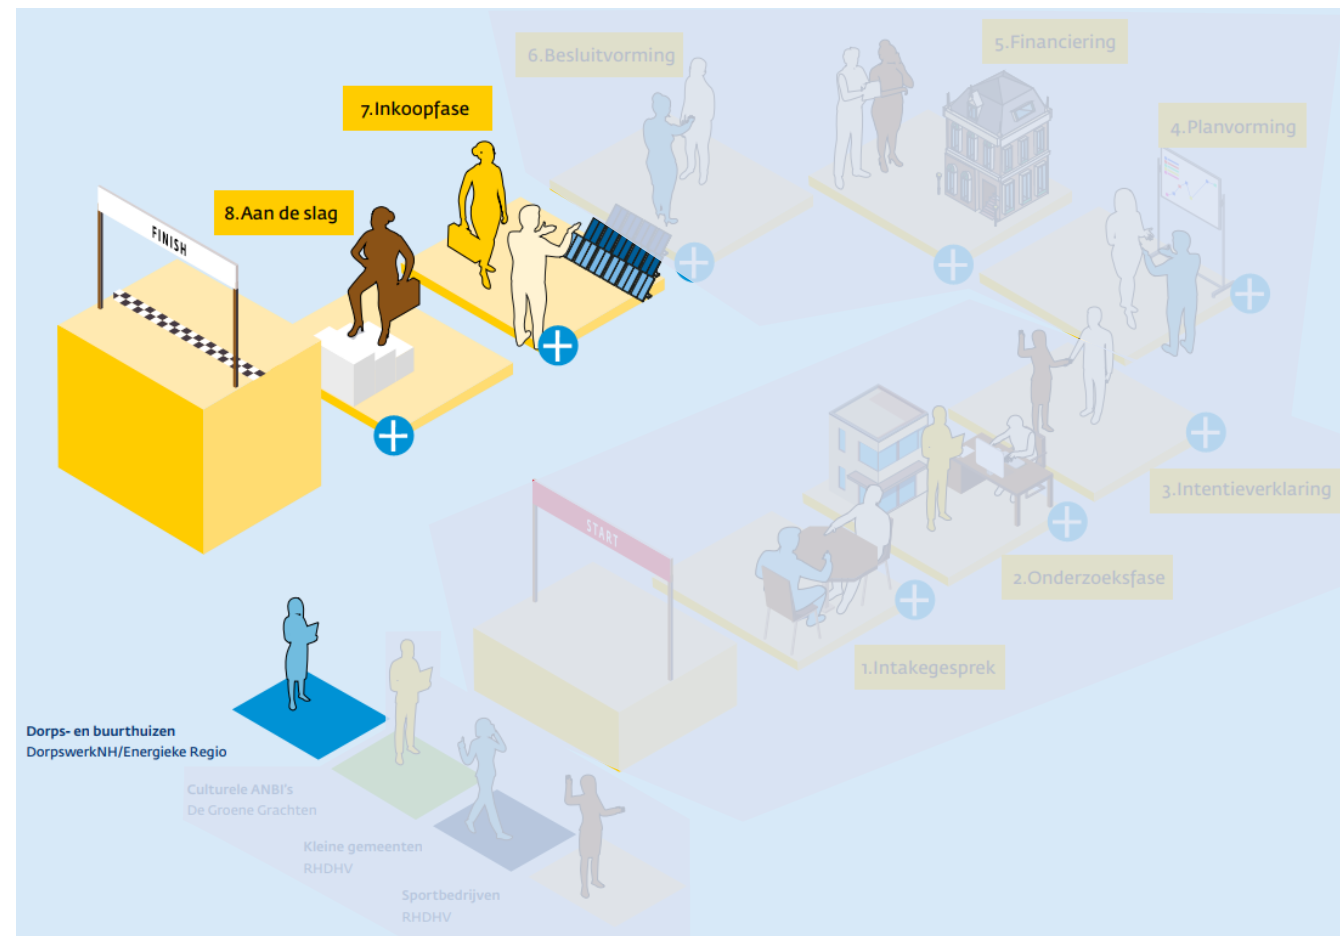 6.Besluitvorming
5.Financiering
7.Inkoopfase
4.Planvorming
8.Aan de slag
FINISH
3.Intentieverklaring
START
2.Onderzoeksfase
1.Intakegesprek
Dorps- en buurthuizen
DorpswerkNH/Energieke Regio
Culturele ANBI's
De Groene Grachten
Kleine gemeenten
RHDHV
Sportbedrijven
RHDHV